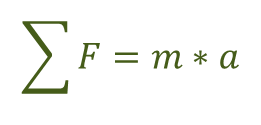 ∑ F = m * a